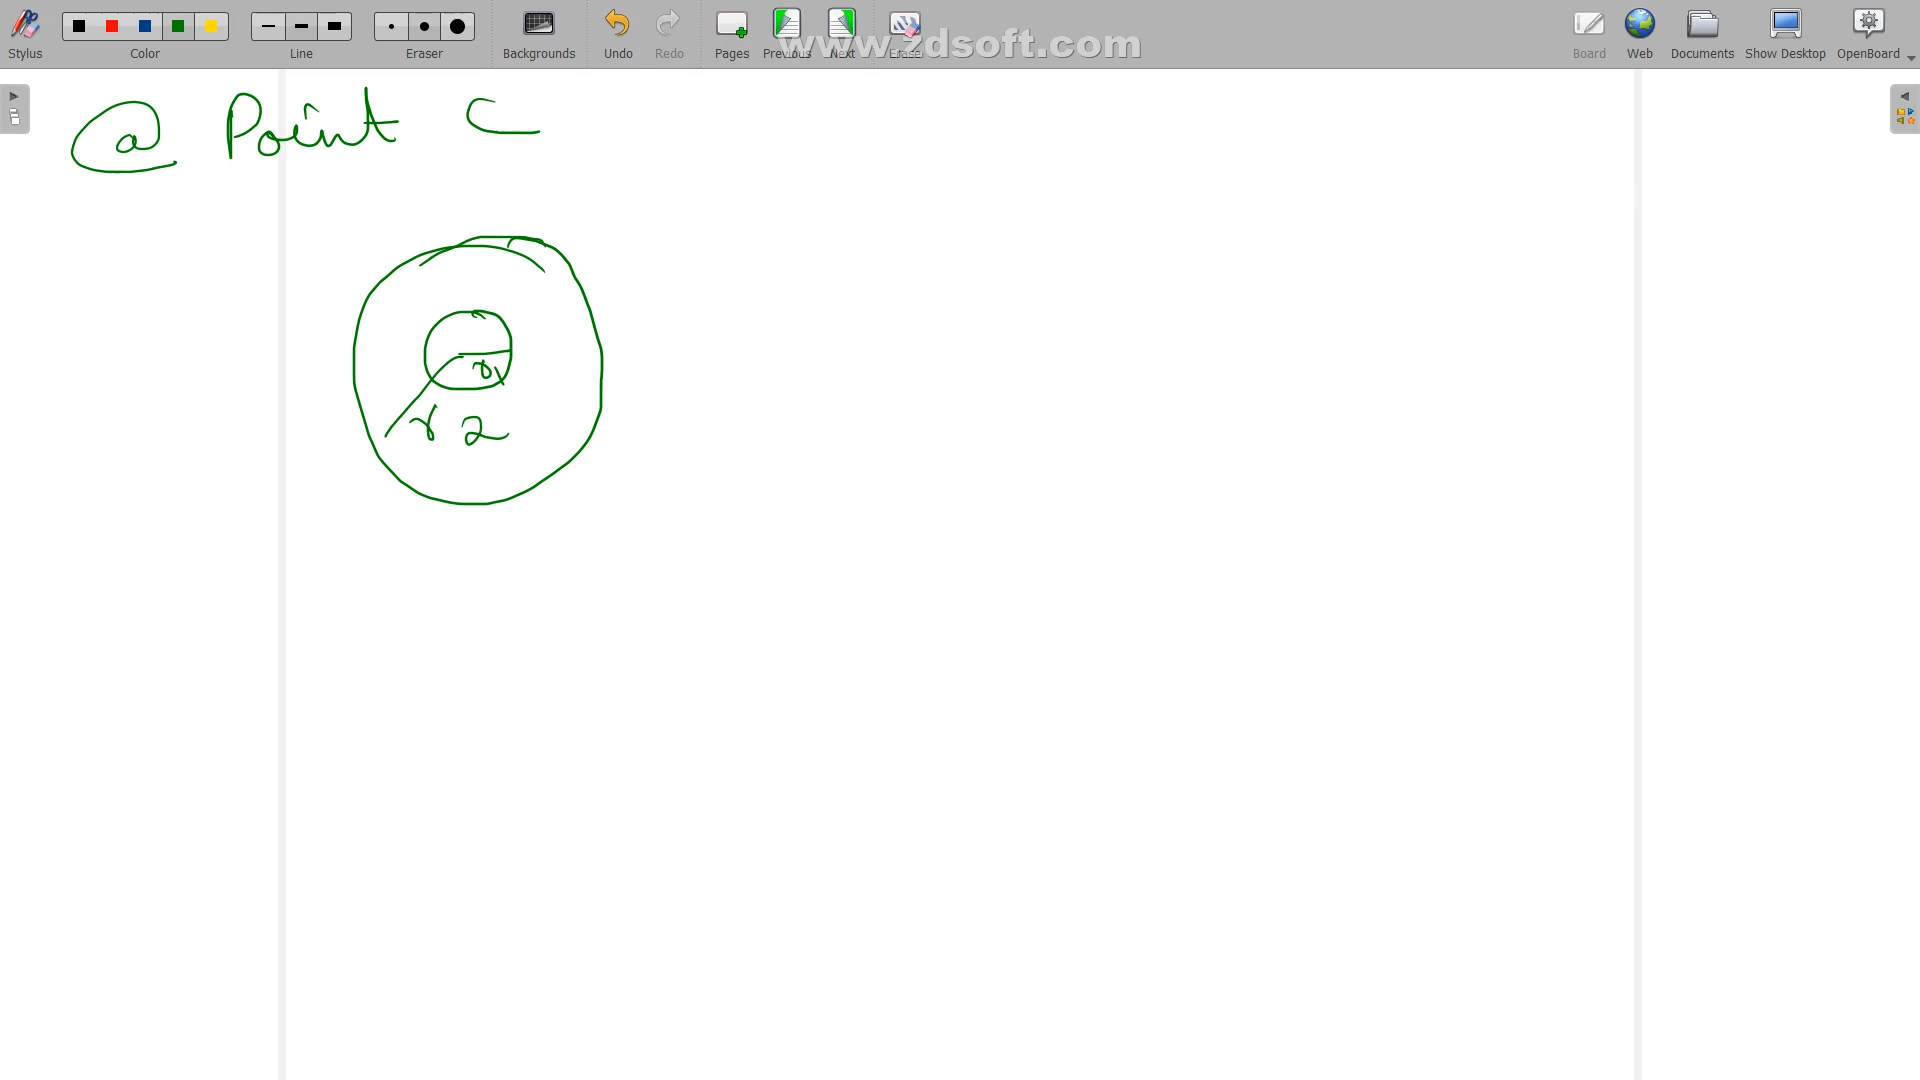 Stylus Color Line Eraser Backgrounds Undo Redo Pages Previous Next Erase Board Web Documents Show Desktop OpenBoard
www.zdsoft.com
@ Point C
r1
r2